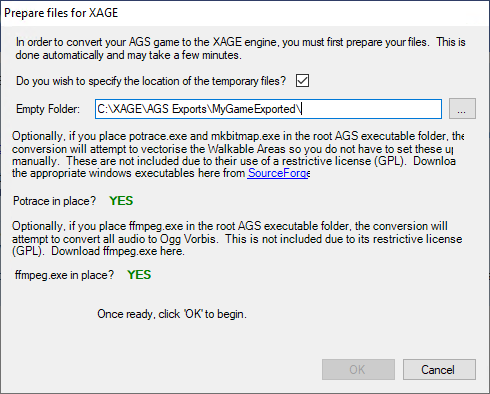 Prepare files for XAGE
In order to convert your AGS game to the XAGE engine, you must first prepare your files.  This is
done automatically and may take a few minutes.
Do you wish to specify the location of the temporary files?
Empty Folder:
C:\XAGE\AGS Exports\MyGameExported\
...
Optionally, if you place potrace.exe and mkbitmap.exe in the root AGS executable folder, the
conversion will attempt to vectorise the Walkable Areas so you do not have to set these up
manually.  These are not included due to their use of a restrictive license (GPL).  Downloa
the appropriate windows executables here from SourceForge
Potrace in place? YES
Optionally, if you place ffmpeg.exe in the root AGS executable folder, the conversion will
attempt to convert all audio to Ogg Vorbis.  This is not included due to its restrictive license
(GPL).  Download ffmpeg.exe here.
ffmpeg.exe in place? YES
Once ready, click 'OK' to begin.
OK
Cancel